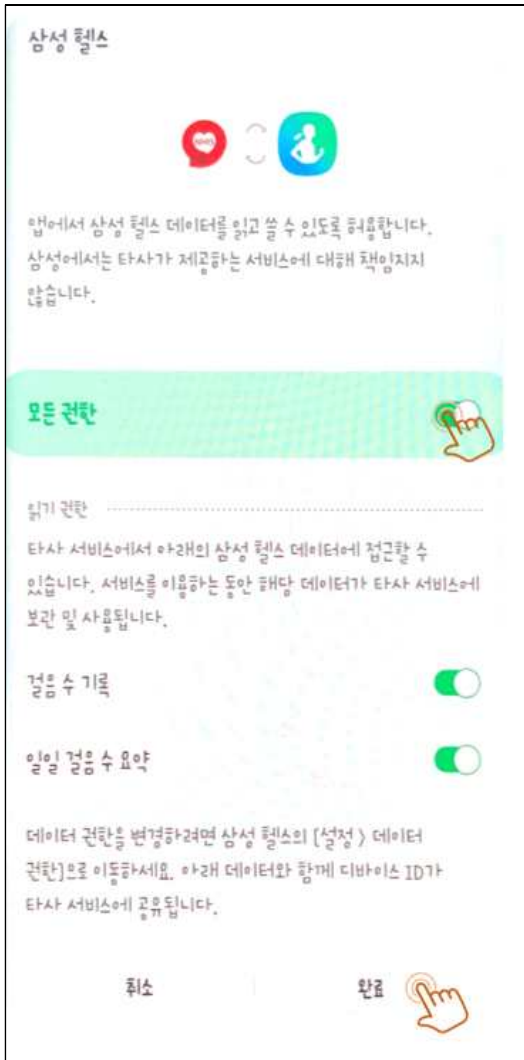 삼성 헬스
앱에서 삼성 헬스 데이터를 읽고 쓸 수 있도록 허용합니다.
삼성에서는 타사가 제공하는 서비스에 대해 책임지지
않습니다.
모든 권한
읽기 권한
타사 서비스에서 아래의 삼성 헬스 데이터에 접근할 수
있습니다. 서비스를 이용하는 동안 해당 데이터가 타사 서비스에
보관 및 사용됩니다.
걸음 수 기록
일일 걸음 수 요약
데이터 권한을 변경하려면 삼성 헬스의 [설정 > 데이터
권한]으로 이동하세요. 아래 데이터와 함께 디바이스 ID가
타사 서비스에 공유됩니다.
취소
완료